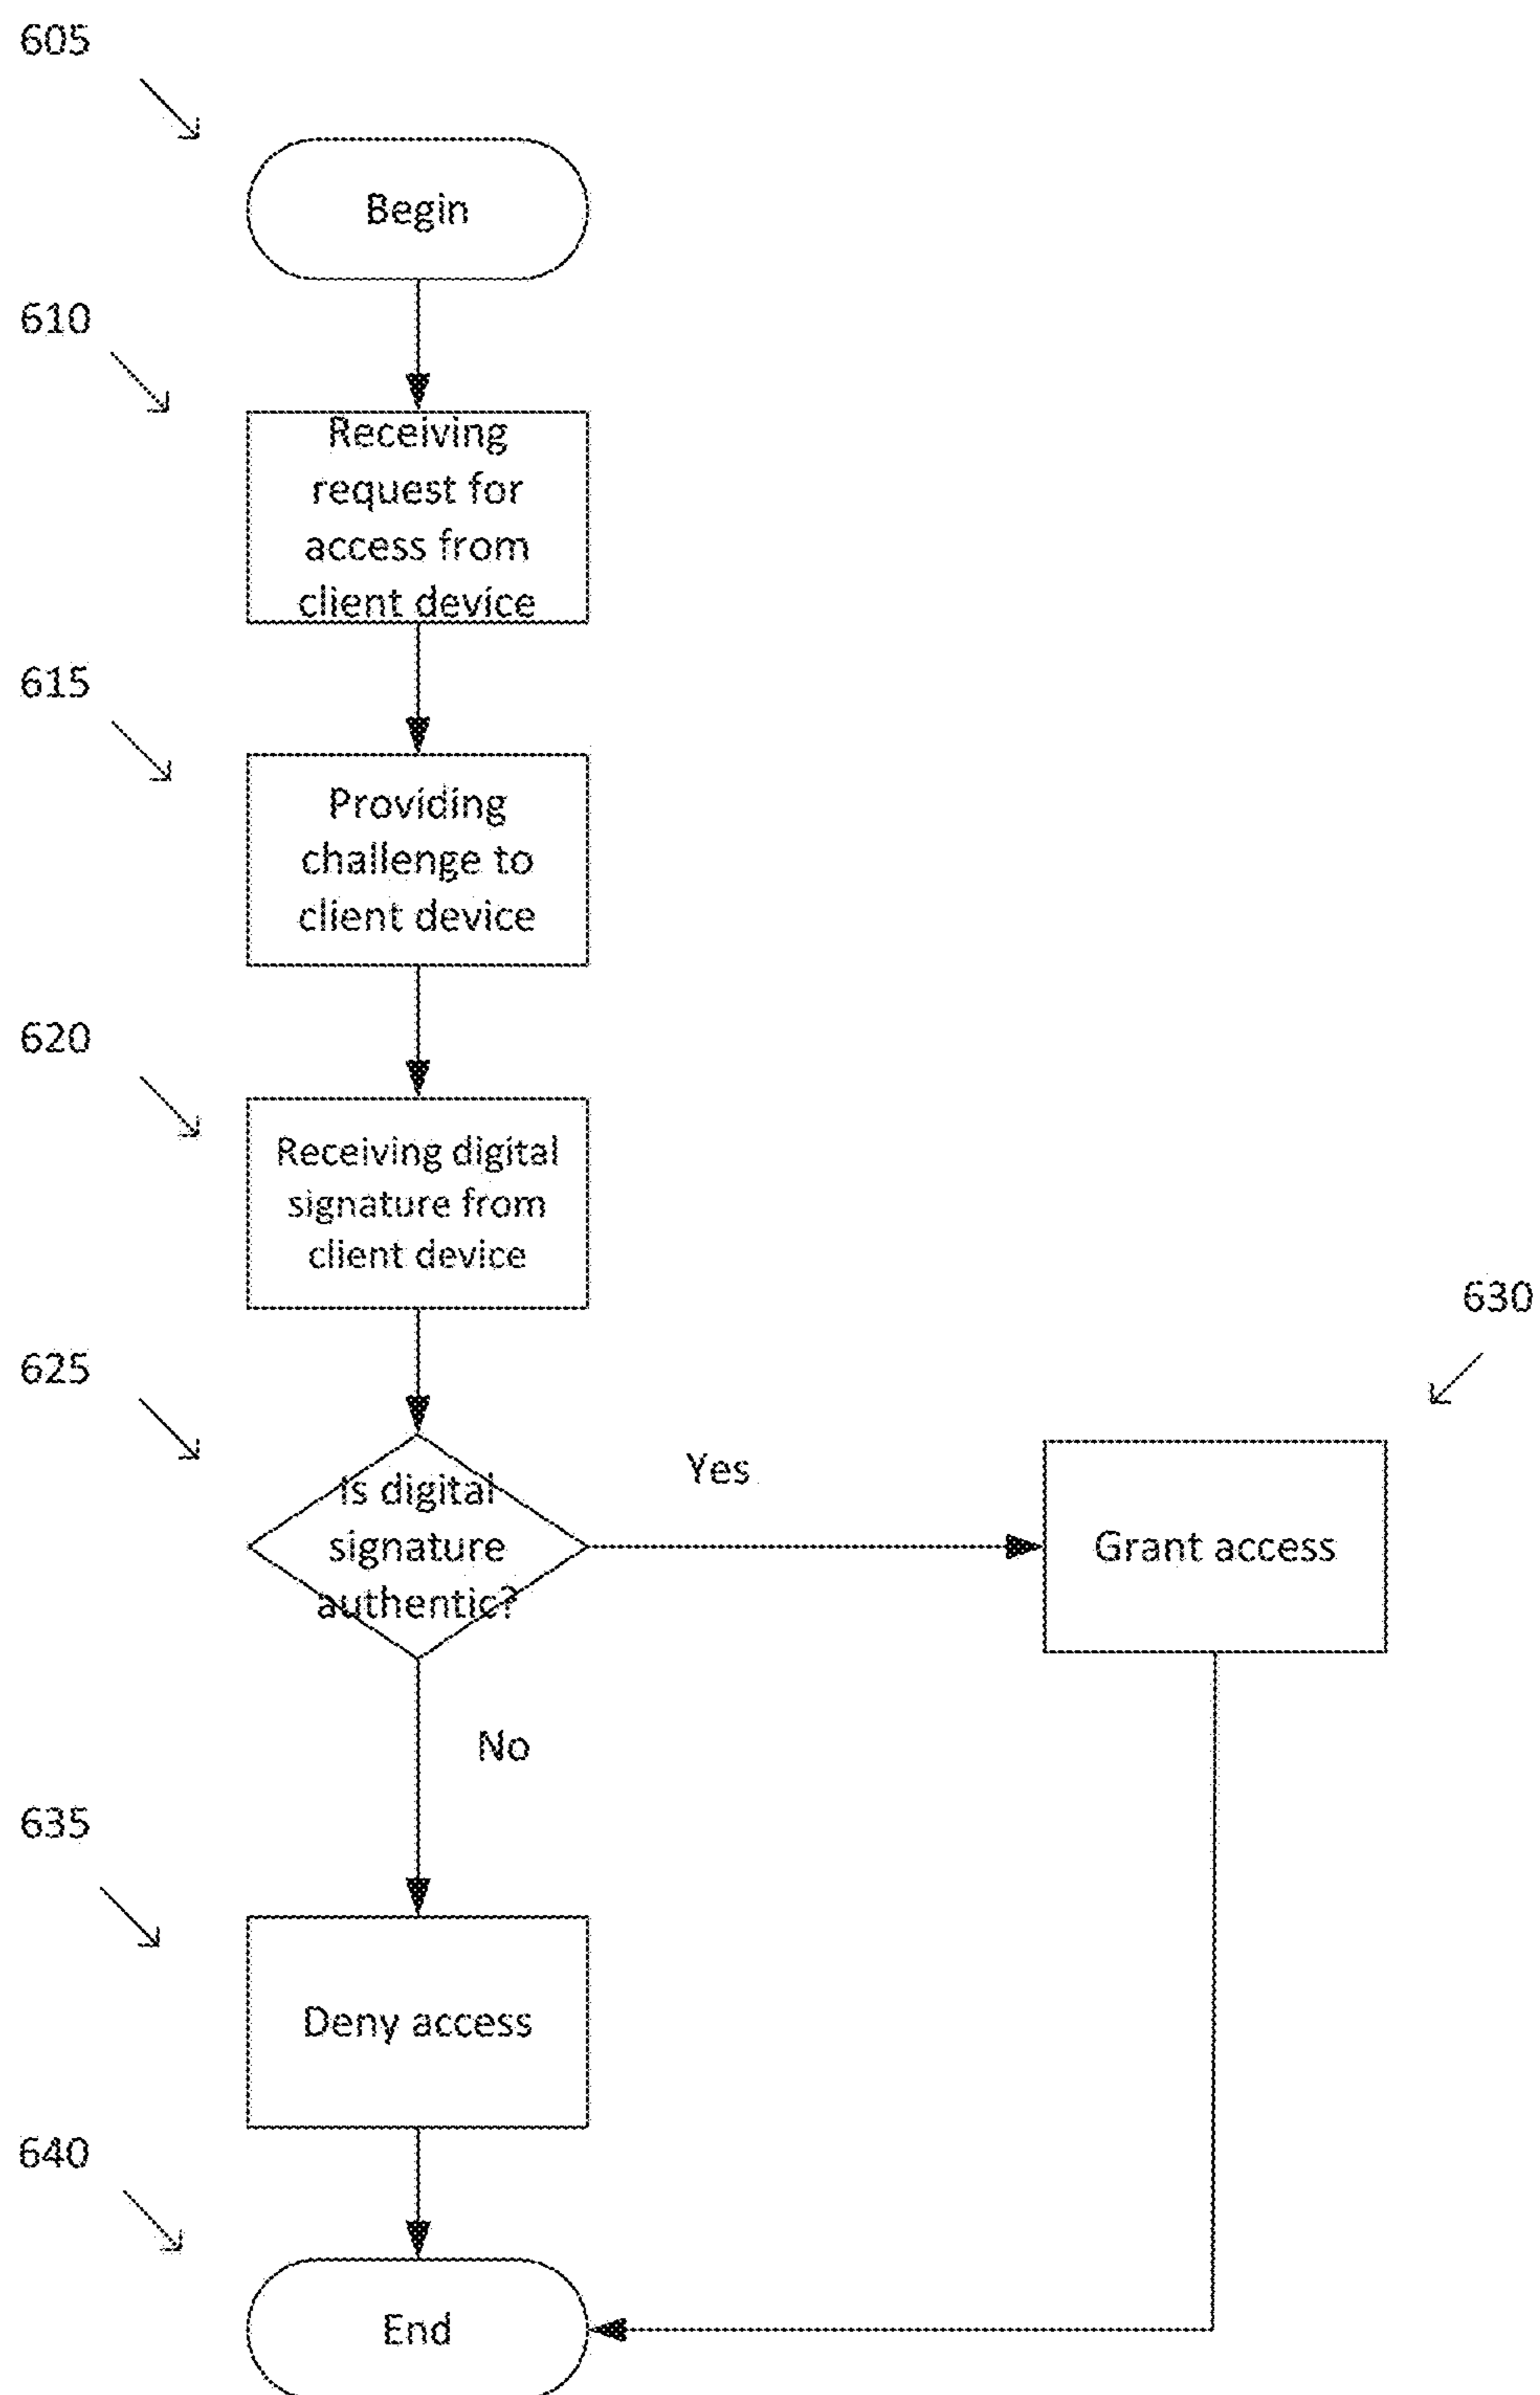 605
Begin
610
Receiving
request for
access from
client device
615
Providing
challenge to
client device
620
Receiving digital
signature from
client device
625
Is digital
signature
authentic?
Yes
630
Grant access
No
635
Deny access
640
End